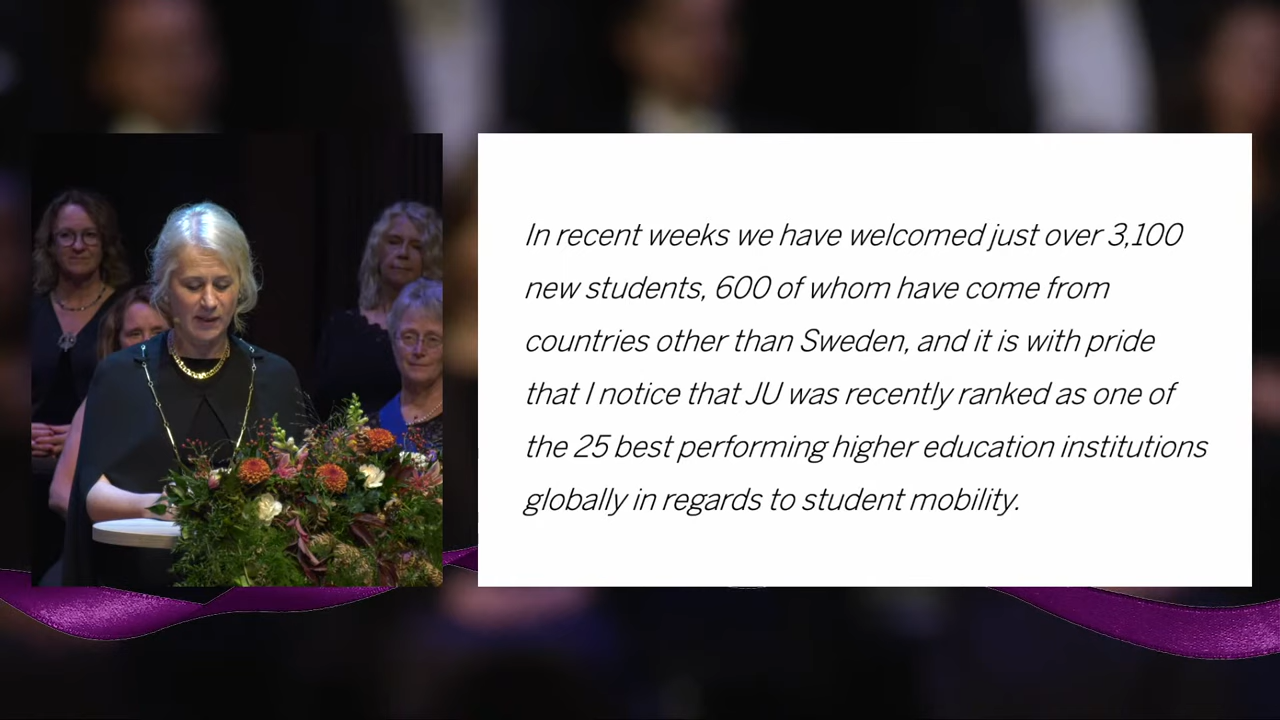 In recent weeks we have welcomed just over 3,100
new students, 600 of whom have come from
countries other than Sweden, and it is with pride
that I notice that JU was recently ranked as one of
the 25 best performing higher education institutions
globally in regards to student mobility.